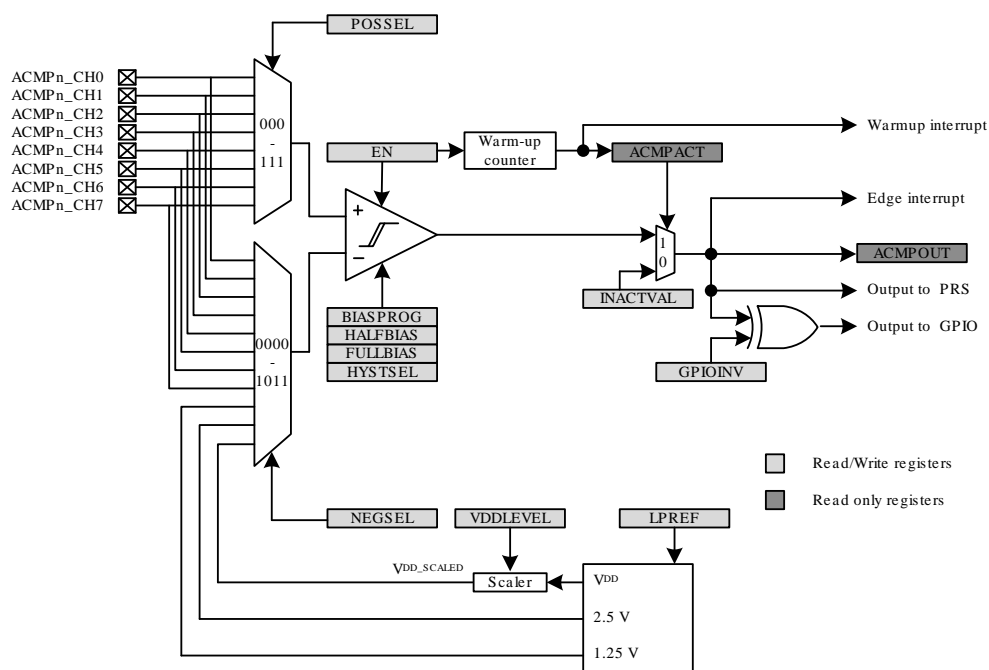 POSSEL
ACMPn_CH0
ACMPn_CH1
ACMPn_CH2
ACMPn_CH3
ACMPn_CH4
ACMPn_CH5
ACMPn_CH6
ACMPn_CH7
000
-
111
EN
Warm-up
counter
ACMPACT
Warmup interrupt
Edge interrupt
+
−
1
0
ACMPOUT
INACTVAL
Output to PRS
Output to GPIO
BIASPROG
HALFBIAS
FULLBIAS
HYSTSEL
GPIOINV
0000
-
1011
Read/Write registers
Read only registers
NEGSEL
VDDLEVEL
LPREF
VDD_SCALED
Scaler
VDD
2.5 V
1.25 V